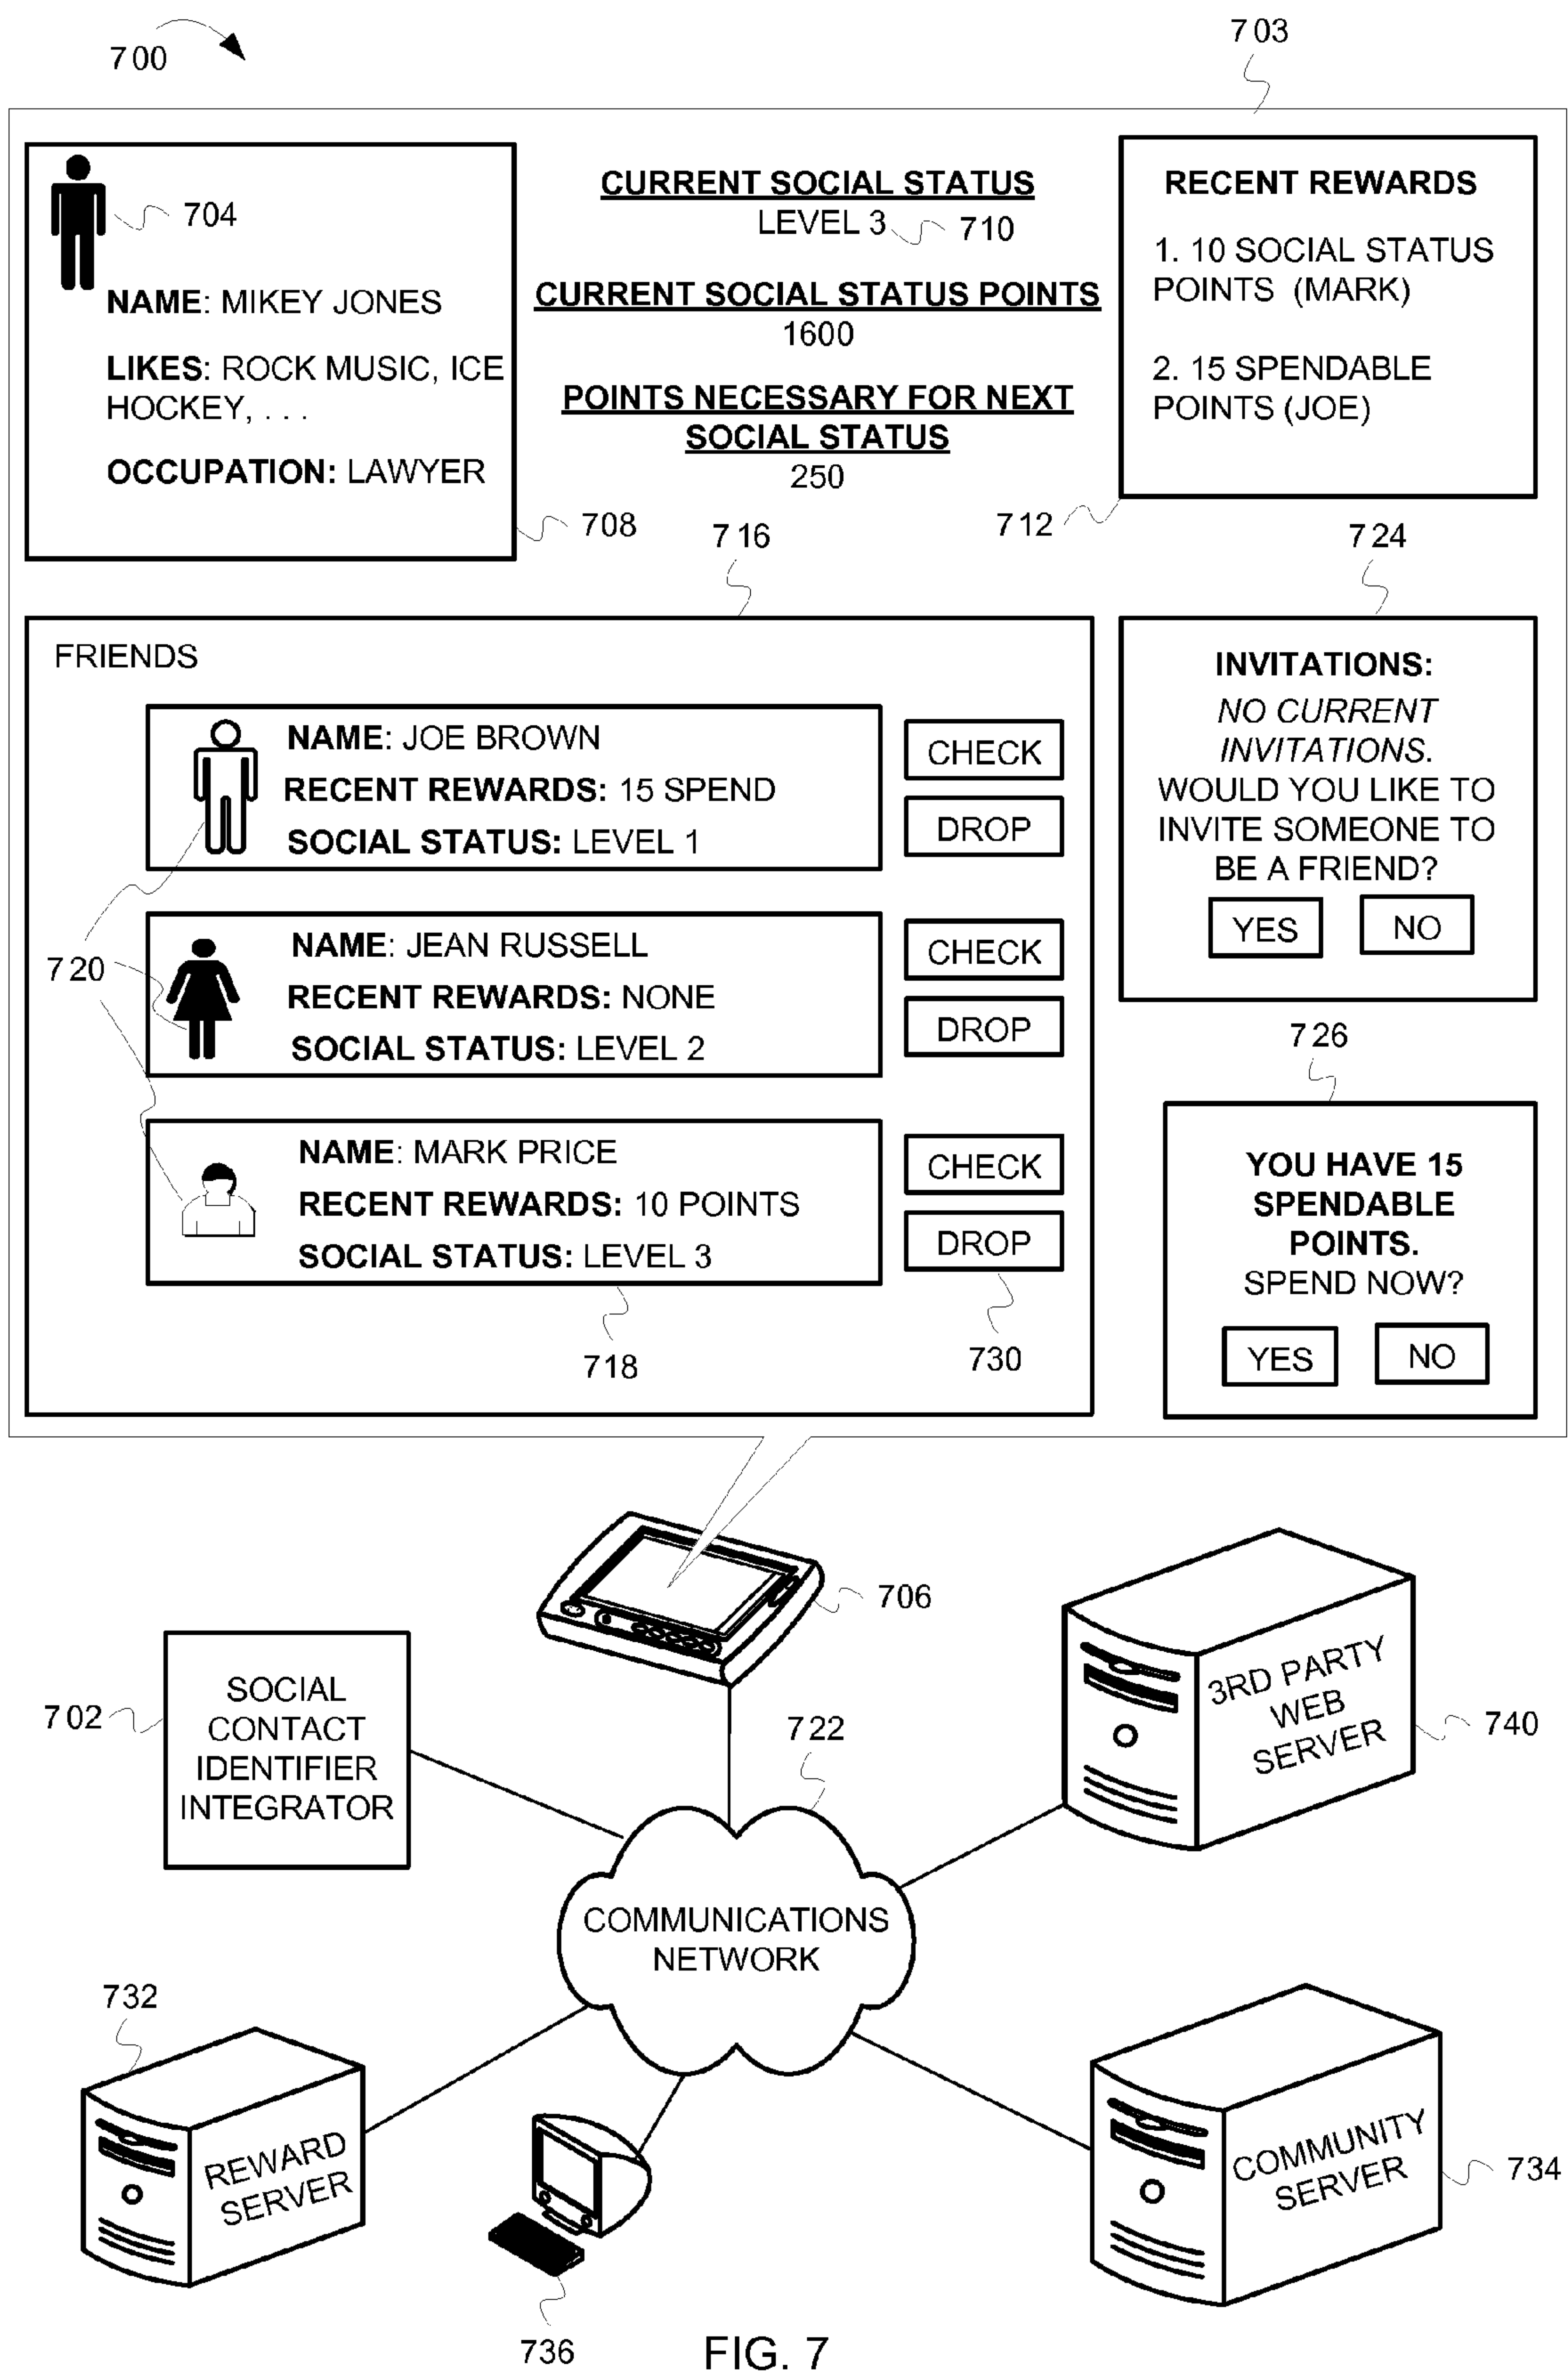 700
703
704
NAME: MIKEY JONES
LIKES: ROCK MUSIC, ICE
HOCKEY, . . .
OCCUPATION: LAWYER
708
CURRENT SOCIAL STATUS
LEVEL 3
710
CURRENT SOCIAL STATUS POINTS
1600
POINTS NECESSARY FOR NEXT
SOCIAL STATUS
250
RECENT REWARDS
1. 10 SOCIAL STATUS
POINTS (MARK)
2. 15 SPENDABLE
POINTS (JOE)
712
716
724
FRIENDS
NAME: JOE BROWN
RECENT REWARDS: 15 SPEND
SOCIAL STATUS: LEVEL 1
CHECK
DROP
720
NAME: JEAN RUSSELL
RECENT REWARDS: NONE
SOCIAL STATUS: LEVEL 2
CHECK
DROP
NAME: MARK PRICE
RECENT REWARDS: 10 POINTS
SOCIAL STATUS: LEVEL 3
CHECK
DROP
718
730
INVITATIONS:
NO CURRENT
INVITATIONS.
WOULD YOU LIKE TO
INVITE SOMEONE TO
BE A FRIEND?
YES
NO
726
YOU HAVE 15
SPENDABLE
POINTS.
SPEND NOW?
YES
NO
706
702
SOCIAL
CONTACT
IDENTIFIER
INTEGRATOR
722
3RD PARTY
WEB
SERVER
740
COMMUNICATIONS
NETWORK
732
REWARD
SERVER
COMMUNITY
SERVER
734
736
FIG. 7